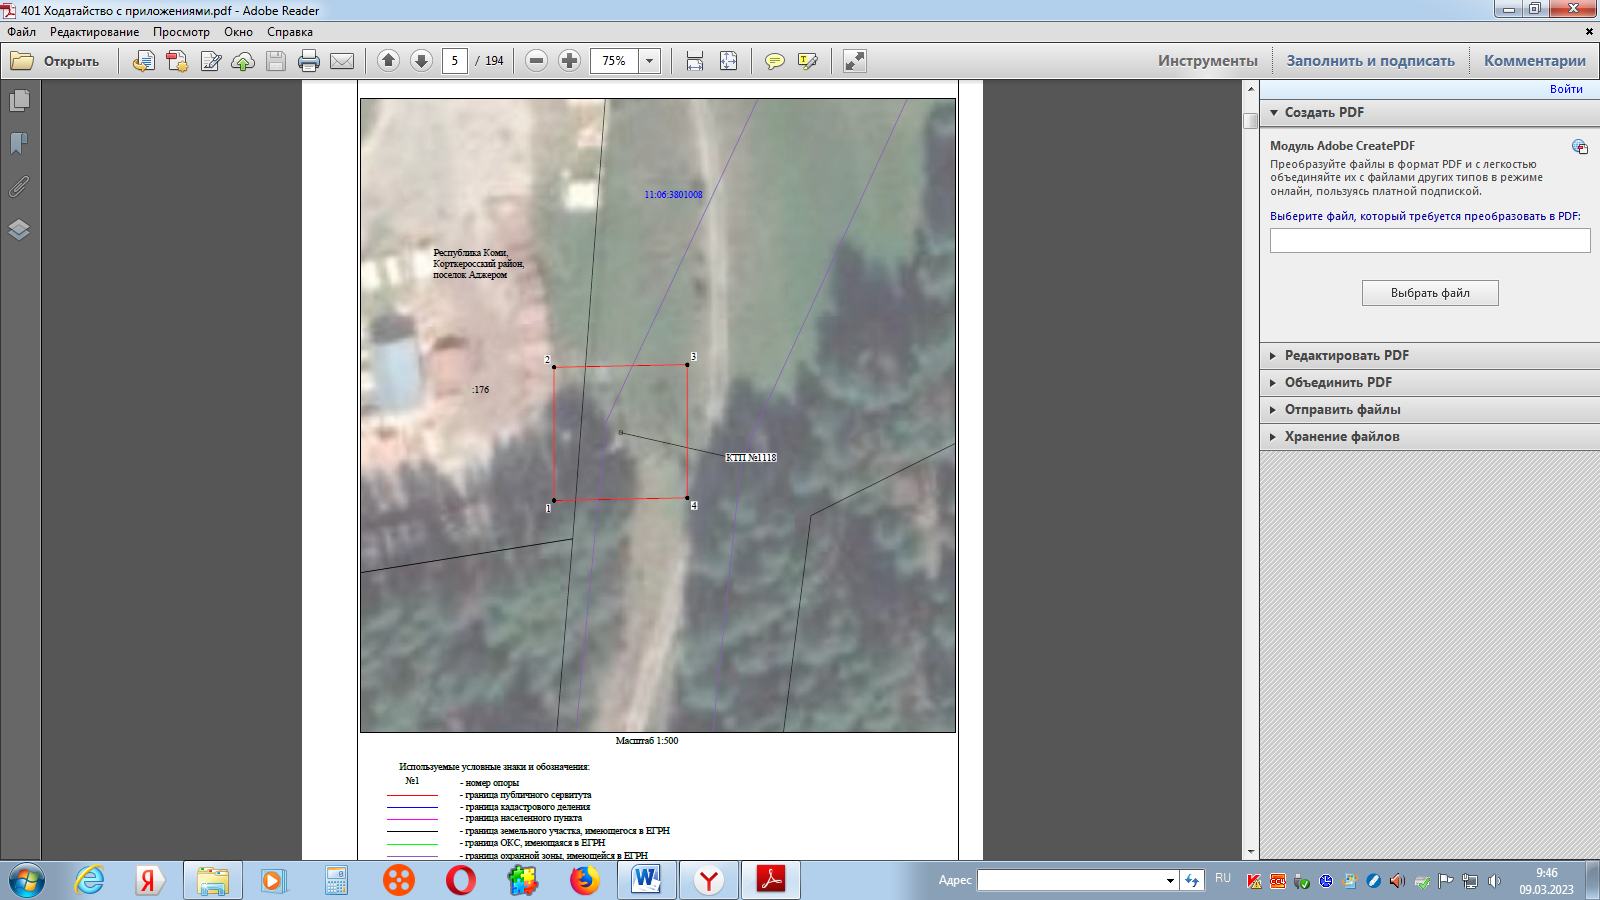 401 Ходатайство с приложениями.pdf - Adobe Reader
Файл Редактирование Просмотр Окно Справка
Открыть 5 / 194 75% Инструменты Заполнить и подписать Комментарии
Войти
Создать PDF
Модуль Adobe CreatePDF
Преобразуйте файлы в формат PDF и с легкостью
объединяйте их с файлами других типов в режиме
онлайн, пользуясь платной подпиской.
Выберите файл, который требуется преобразовать в PDF:
Выбрать файл
Редактировать PDF
Объединить PDF
Отправить файлы
Хранение файлов
11:06:3801008
Республика Коми,
Корткеросский район,
поселок Аджером
2
3
:176
КТП №1118
1
4
Масштаб 1:500
Используемые условные знаки и обозначения:
№1 - номер опоры
- граница публичного сервитута
- граница кадастрового деления
- граница населенного пункта
- граница земельного участка, имеющегося в ЕГРН
- граница ОКС, имеющаяся в ЕГРН
- граница охранной зоны, имеющейся в ЕГРН
Адрес RU 9:46
09.03.2023